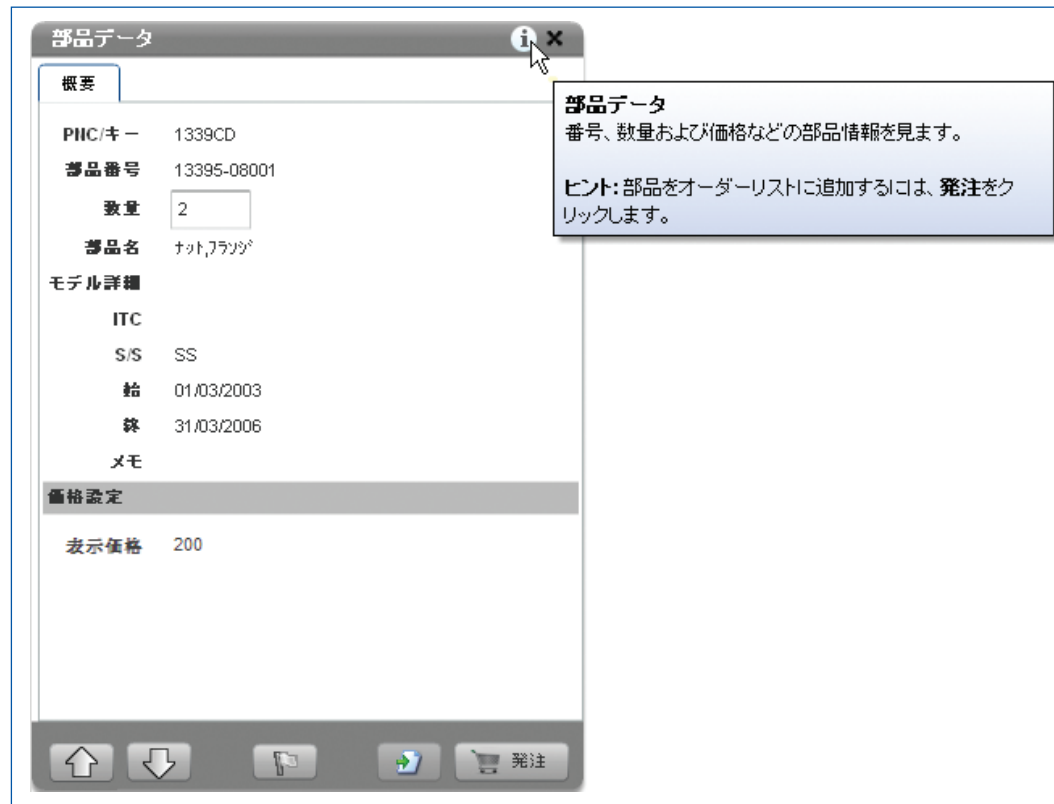 部品データ
概要
PNC/キー 1339CD
部品番号 13395-08001
数量 2
部品名 ﾅｯﾄ,ﾌﾗﾝｼﾞ
モデル詳細
ITC
S/S SS
始 01/03/2003
終 31/03/2006
メモ
価格設定
表示価格 200
発注
部品データ
番号、数量および価格などの部品情報を見ます。
ヒント:部品をオーダーリストに追加するには、発注をク
リックします。